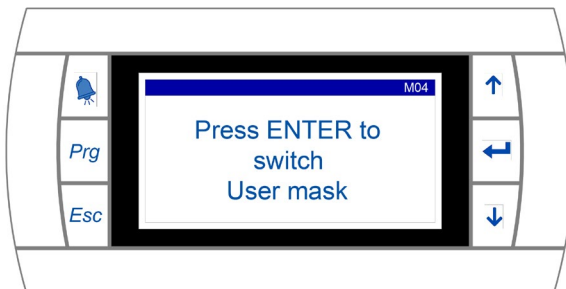 M04
Prg
Esc
Press ENTER to
switch
User mask